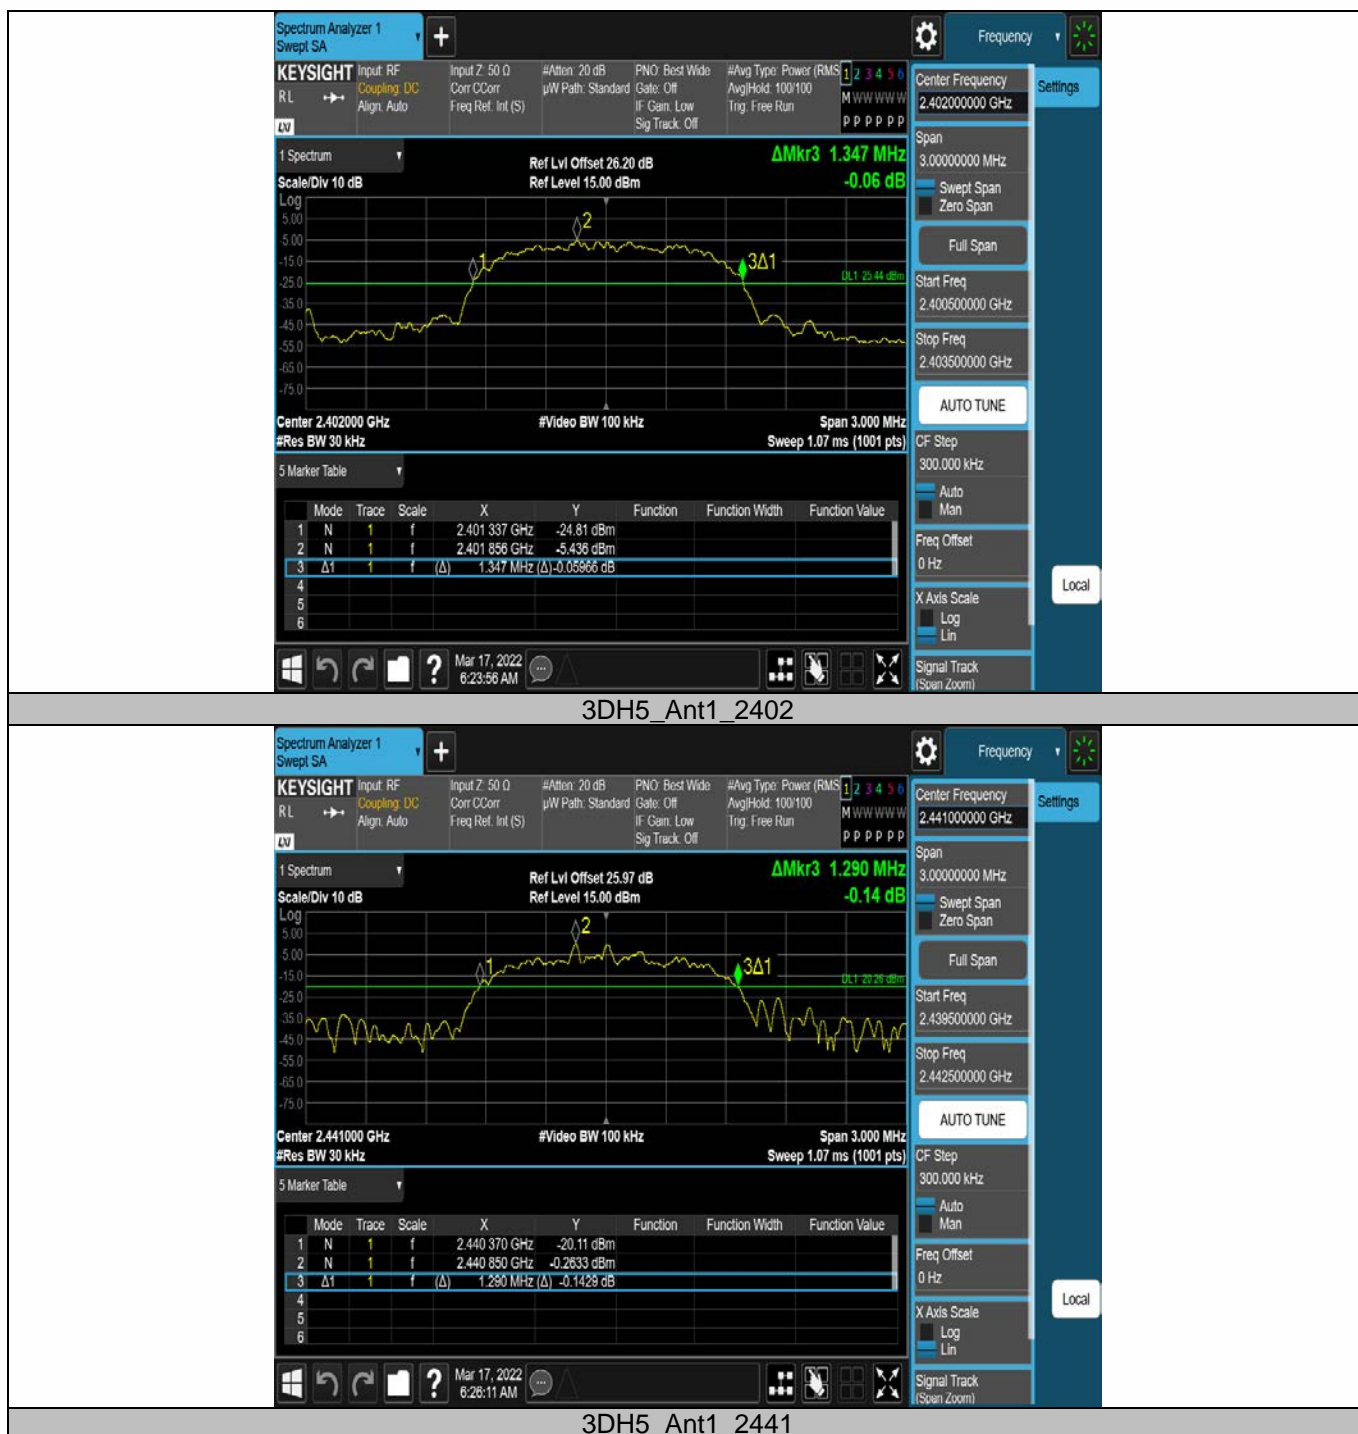 Spectrum Analyzer 1
Swept SA
+
Frequency
KEYSIGHT
RL
LXI
Input: RF
Coupling: DC
Align: Auto
Input Z: 50 Ω
Corr CCorr
Freq Ref: Int (S)
#Atten: 20 dB
µW Path: Standard
PNO: Best Wide
Gate: Off
IF Gain: Low
Sig Track: Off
#Avg Type: Power (RMS
Avg|Hold: 100/100
Trig: Free Run
1 2 3 4 5 6
M W W W W W
P P P P P P
1 Spectrum
Scale/Div 10 dB
Ref Lvl Offset 26.20 dB
Ref Level 15.00 dBm
ΔMkr3 1.347 MHz
-0.06 dB
Log
5.00
-5.00
-15.0
-25.0
-35.0
-45.0
-55.0
-65.0
-75.0
1
2
3Δ1
DL1 -25.44 dBm
Center 2.402000 GHz
#Res BW 30 kHz
#Video BW 100 kHz
Span 3.000 MHz
Sweep 1.07 ms (1001 pts)
5 Marker Table
Mode Trace Scale X Y Function Function Width Function Value
1 N 1 f 2.401 337 GHz -24.81 dBm
2 N 1 f 2.401 856 GHz -5.436 dBm
3 Δ1 1 f (Δ) 1.347 MHz (Δ) -0.05966 dB
4
5
6
Mar 17, 2022
6:23:56 AM
Center Frequency
2.402000000 GHz
Settings
Span
3.00000000 MHz
Swept Span
Zero Span
Full Span
Start Freq
2.400500000 GHz
Stop Freq
2.403500000 GHz
AUTO TUNE
CF Step
300.000 kHz
Auto
Man
Freq Offset
0 Hz
X Axis Scale
Log
Lin
Signal Track
(Span Zoom)
Local
3DH5_Ant1_2402
Spectrum Analyzer 1
Swept SA
+
Frequency
KEYSIGHT
RL
LXI
Input: RF
Coupling: DC
Align: Auto
Input Z: 50 Ω
Corr CCorr
Freq Ref: Int (S)
#Atten: 20 dB
µW Path: Standard
PNO: Best Wide
Gate: Off
IF Gain: Low
Sig Track: Off
#Avg Type: Power (RMS
Avg|Hold: 100/100
Trig: Free Run
1 2 3 4 5 6
M W W W W W
P P P P P P
1 Spectrum
Scale/Div 10 dB
Ref Lvl Offset 25.97 dB
Ref Level 15.00 dBm
ΔMkr3 1.290 MHz
-0.14 dB
Log
5.00
-5.00
-15.0
-25.0
-35.0
-45.0
-55.0
-65.0
-75.0
1
2
3Δ1
DL1 -20.26 dBm
Center 2.441000 GHz
#Res BW 30 kHz
#Video BW 100 kHz
Span 3.000 MHz
Sweep 1.07 ms (1001 pts)
5 Marker Table
Mode Trace Scale X Y Function Function Width Function Value
1 N 1 f 2.440 370 GHz -20.11 dBm
2 N 1 f 2.440 850 GHz -0.2633 dBm
3 Δ1 1 f (Δ) 1.290 MHz (Δ) -0.1429 dB
4
5
6
Mar 17, 2022
6:26:11 AM
Center Frequency
2.441000000 GHz
Settings
Span
3.00000000 MHz
Swept Span
Zero Span
Full Span
Start Freq
2.439500000 GHz
Stop Freq
2.442500000 GHz
AUTO TUNE
CF Step
300.000 kHz
Auto
Man
Freq Offset
0 Hz
X Axis Scale
Log
Lin
Signal Track
(Span Zoom)
Local
3DH5_Ant1_2441